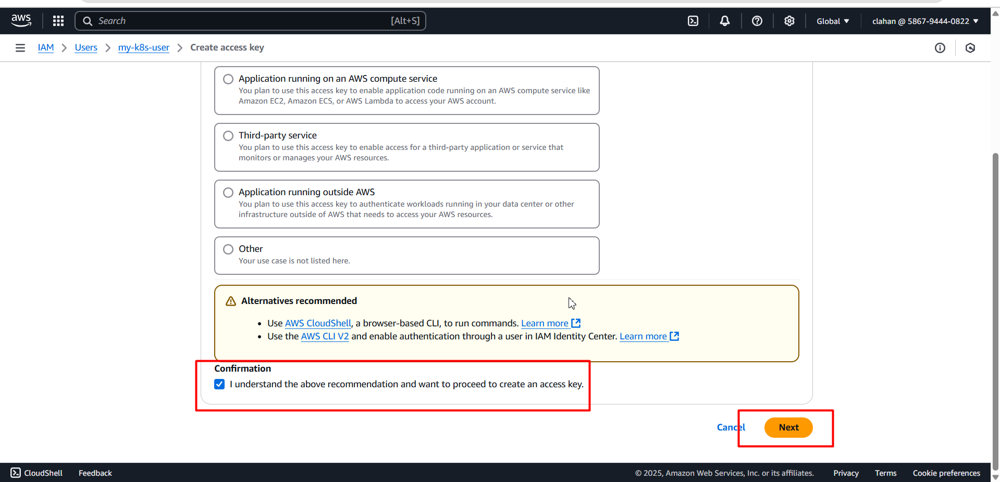 aws
Search [Alt+S]
Global
clahan @ 5867-9444-0822
IAM > Users > my-k8s-user > Create access key
Application running on an AWS compute service
You plan to use this access key to enable application code running on an AWS compute service like
Amazon EC2, Amazon ECS, or AWS Lambda to access your AWS account.
Third-party service
You plan to use this access key to enable access for a third-party application or service that
monitors or manages your AWS resources.
Application running outside AWS
You plan to use this access key to authenticate workloads running in your data center or other
infrastructure outside of AWS that needs to access your AWS resources.
Other
Your use case is not listed here.
Alternatives recommended
• Use AWS CloudShell, a browser-based CLI, to run commands. Learn more
• Use the AWS CLI V2 and enable authentication through a user in IAM Identity Center. Learn more
Confirmation
I understand the above recommendation and want to proceed to create an access key.
Cancel
Next
CloudShell
Feedback
© 2025, Amazon Web Services, Inc. or its affiliates.
Privacy
Terms
Cookie preferences